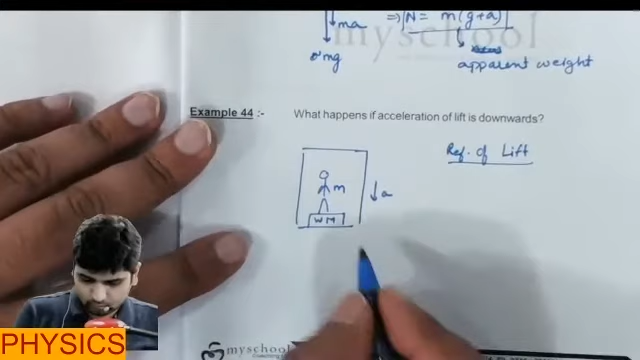 ma
⇒ N = m(g+a)
myschool
mg
apparent weight
Example 44 :-
What happens if acceleration of lift is downwards?
Ref. of Lift
m
↓a
WM
PHYSICS
myschool